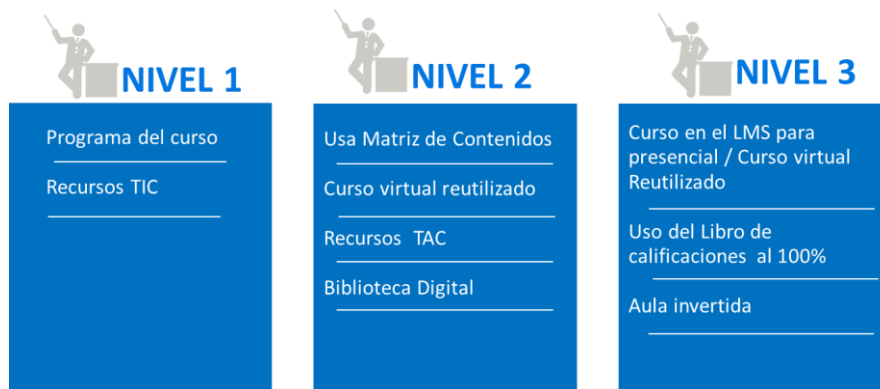 NIVEL 1
Programa del curso
Recursos TIC
NIVEL 2
Usa Matriz de Contenidos
Curso virtual reutilizado
Recursos TAC
Biblioteca Digital
NIVEL 3
Curso en el LMS para
presencial / Curso virtual
Reutilizado
Uso del Libro de
calificaciones al 100%
Aula invertida